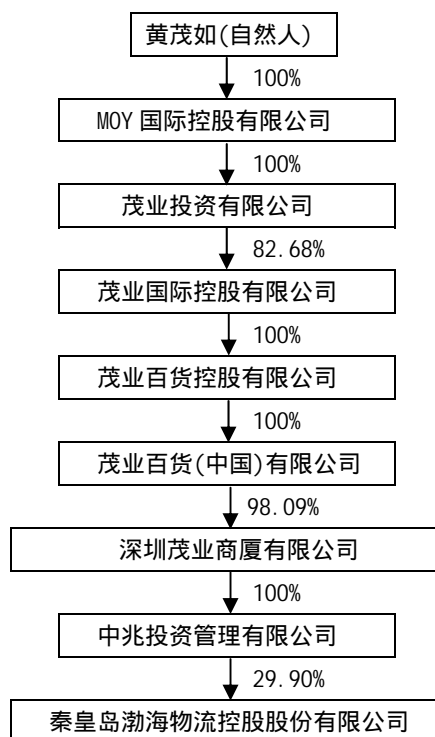 黄茂如(自然人)
100%
MOY 国际控股有限公司
100%
茂业投资有限公司
82.68%
茂业国际控股有限公司
100%
茂业百货控股有限公司
100%
茂业百货(中国)有限公司
98.09%
深圳茂业商厦有限公司
100%
中兆投资管理有限公司
29.90%
秦皇岛渤海物流控股股份有限公司